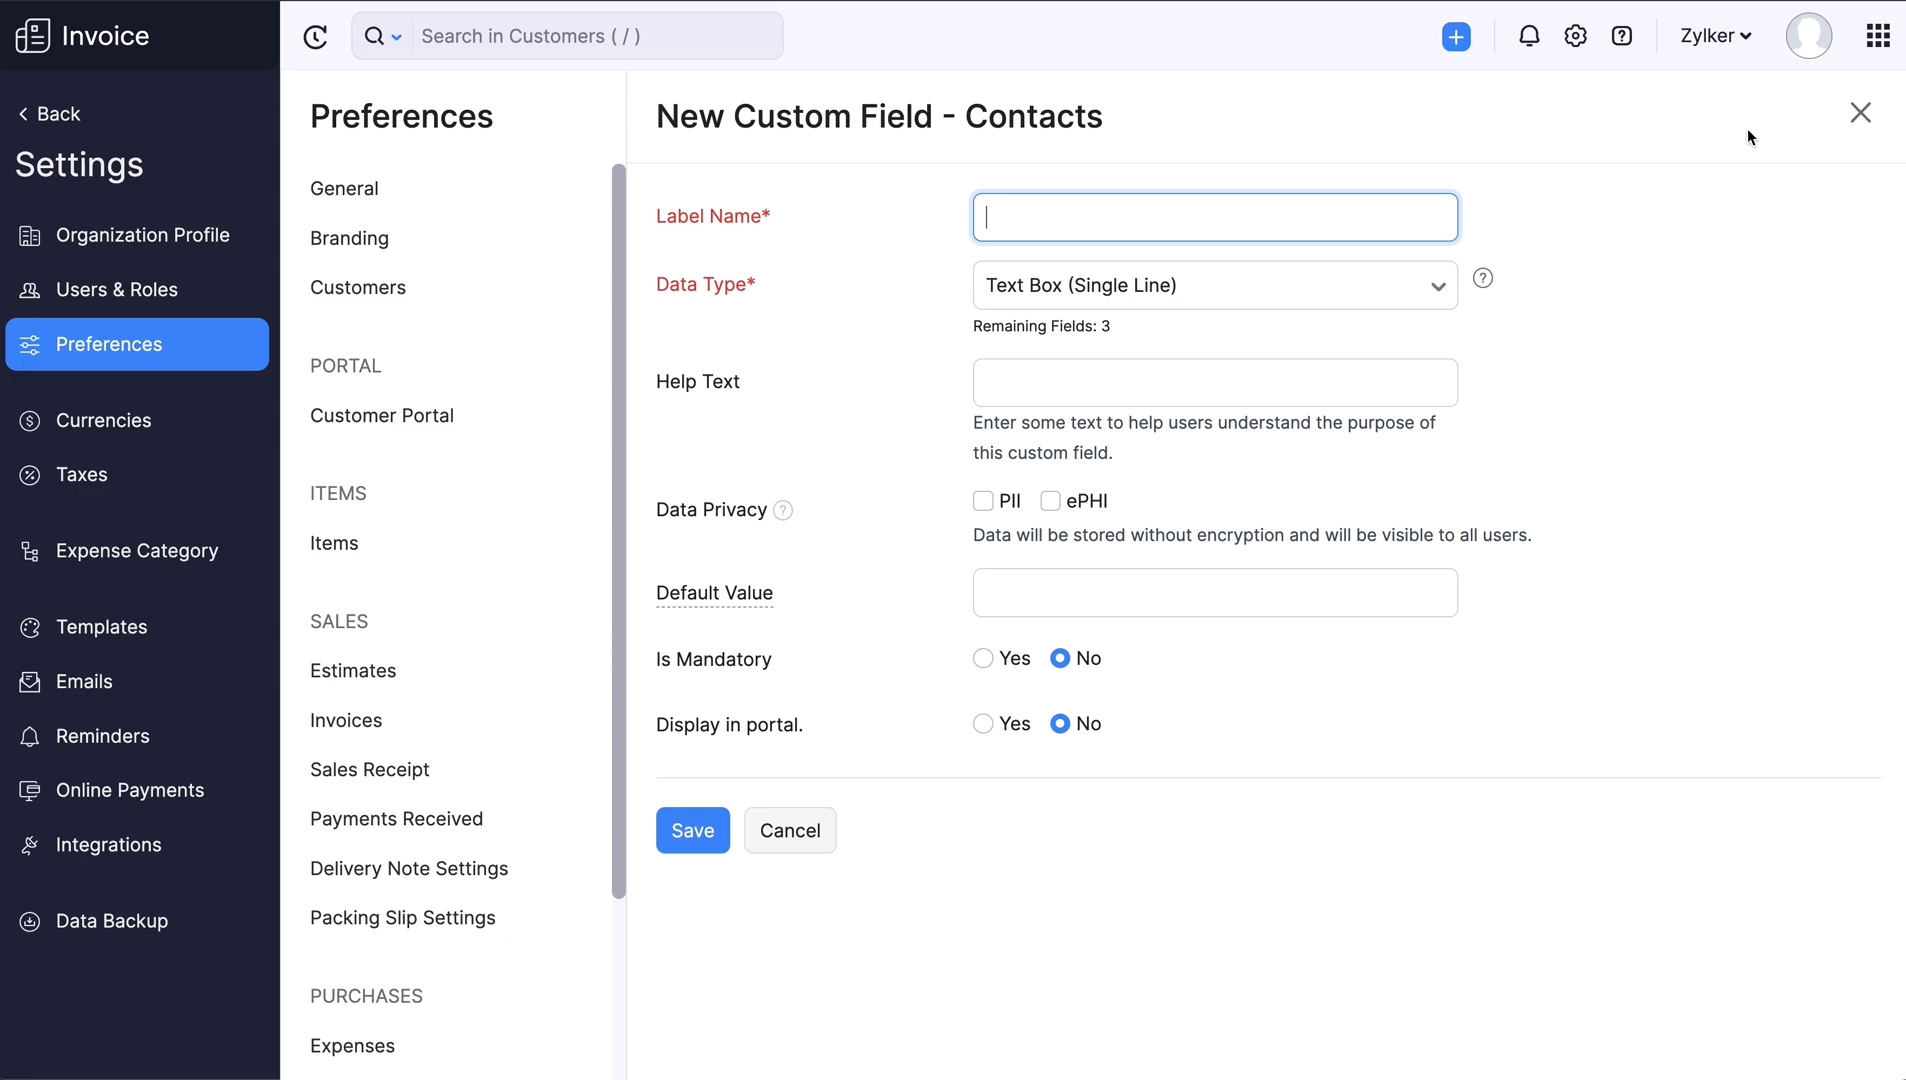 Invoice
Search in Customers ( / )
Zylker
Back
Settings
Organization Profile
Users & Roles
Preferences
Currencies
Taxes
Expense Category
Templates
Emails
Reminders
Online Payments
Integrations
Data Backup
Preferences
General
Branding
Customers
PORTAL
Customer Portal
ITEMS
Items
SALES
Estimates
Invoices
Sales Receipt
Payments Received
Delivery Note Settings
Packing Slip Settings
PURCHASES
Expenses
New Custom Field - Contacts
Label Name*
Data Type*
Text Box (Single Line)
Remaining Fields: 3
Help Text
Enter some text to help users understand the purpose of
this custom field.
Data Privacy
PII ePHI
Data will be stored without encryption and will be visible to all users.
Default Value
Is Mandatory
Yes No
Display in portal.
Yes No
Save Cancel